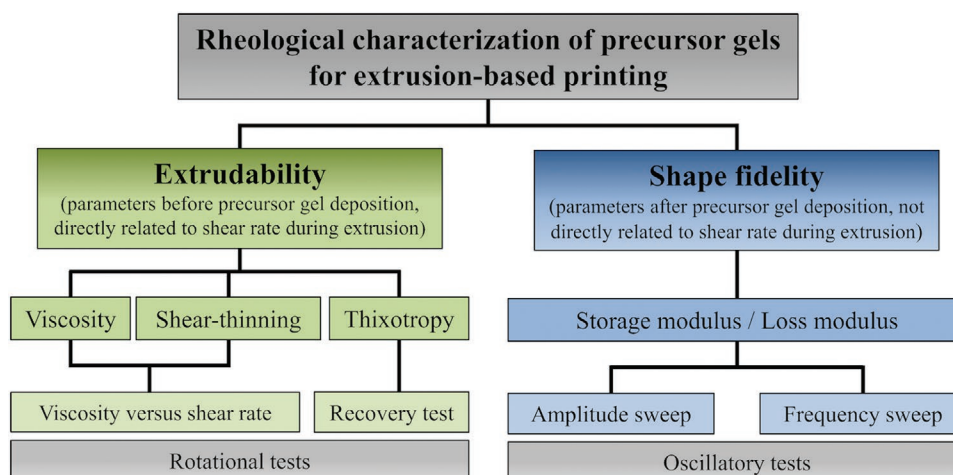 Rheological characterization of precursor gels
for extrusion-based printing
Extrudability
(parameters before precursor gel deposition,
directly related to shear rate during extrusion)
Shape fidelity
(parameters after precursor gel deposition, not
directly related to shear rate during extrusion)
Viscosity
Shear-thinning
Thixotropy
Storage modulus / Loss modulus
Viscosity versus shear rate
Recovery test
Amplitude sweep
Frequency sweep
Rotational tests
Oscillatory tests